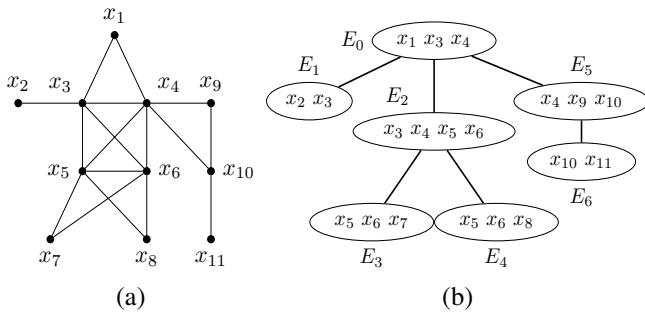 x1
x2 x3 x4 x9
x5 x6 x10
x7 x8 x11
(a)
E0 x1 x3 x4
E1 E2 E5
x2 x3 x4 x9 x10
x3 x4 x5 x6
x10 x11
E6
x5 x6 x7 x5 x6 x8
E3 E4
(b)